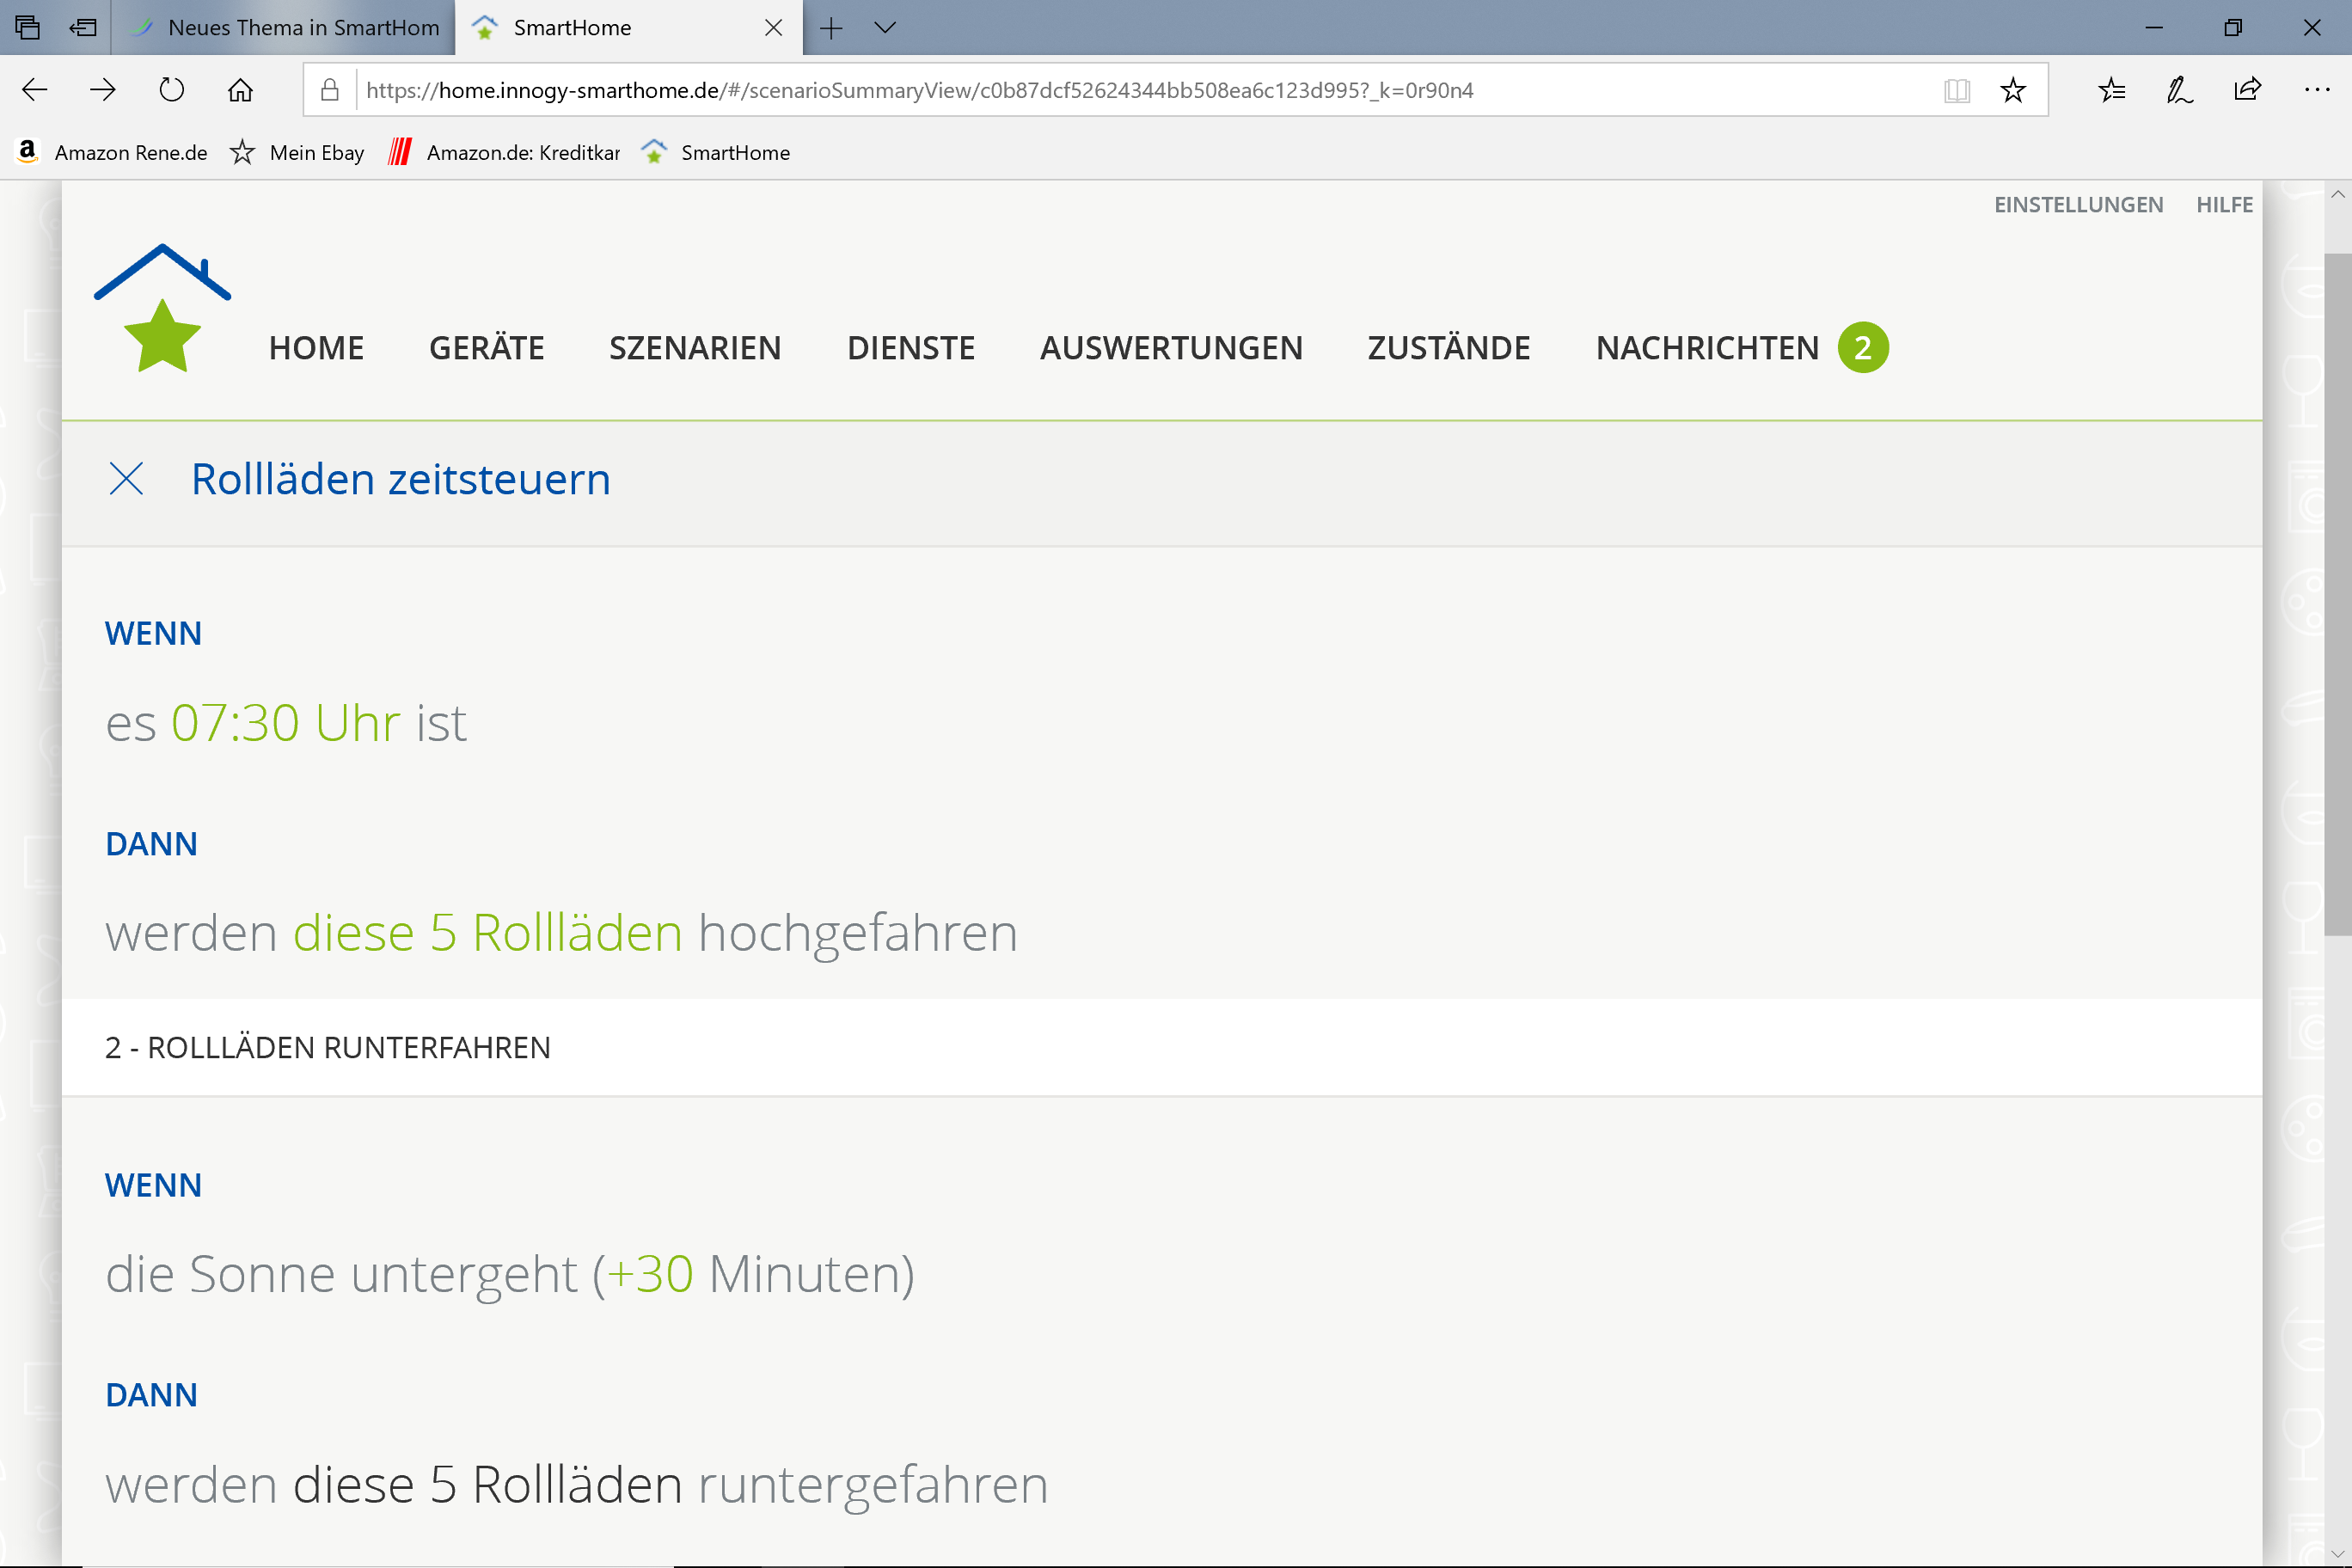 Neues Thema in SmartHom
SmartHome
https://home.innogy-smarthome.de/#/scenarioSummaryView/c0b87dcf52624344bb508ea6c123d995?_k=0r90n4
Amazon Rene.de Mein Ebay Amazon.de: Kreditkar SmartHome
EINSTELLUNGEN HILFE
HOME GERÄTE SZENARIEN DIENSTE AUSWERTUNGEN ZUSTÄNDE NACHRICHTEN 2
Rollläden zeitsteuern
WENN
es 07:30 Uhr ist
DANN
werden diese 5 Rollläden hochgefahren
2 - ROLLLÄDEN RUNTERFAHREN
WENN
die Sonne untergeht (+30 Minuten)
DANN
werden diese 5 Rollläden runtergefahren